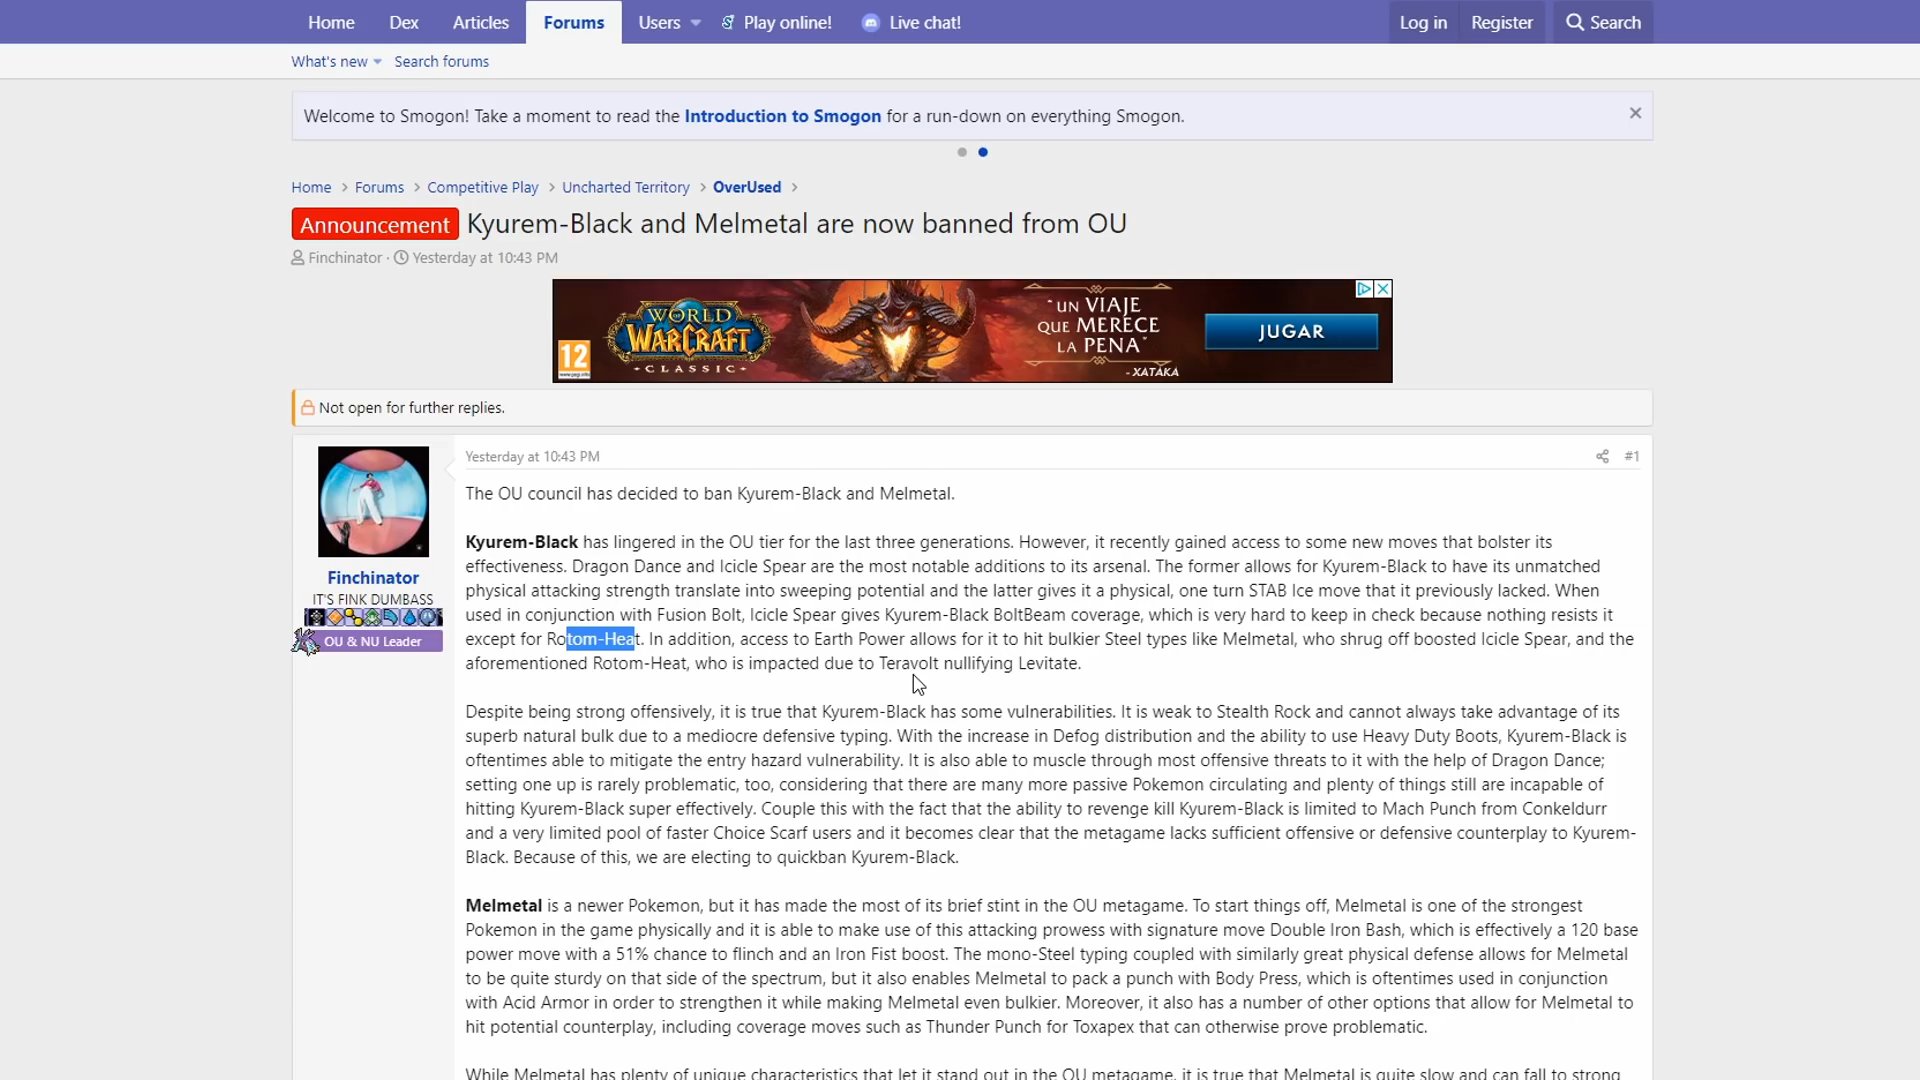 Home Dex Articles Forums Users Play online! Live chat! Log in Register Search
What's new Search forums
Welcome to Smogon! Take a moment to read the Introduction to Smogon for a run-down on everything Smogon.
Home > Forums > Competitive Play > Uncharted Territory > OverUsed >
Announcement Kyurem-Black and Melmetal are now banned from OU
Finchinator · Yesterday at 10:43 PM
WORLD
WARCRAFT
CLASSIC
12
"UN VIAJE
QUE MERECE
LA PENA"
- XATAKA
JUGAR
Not open for further replies.
Finchinator
IT'S FINK DUMBASS
OU & NU Leader
Yesterday at 10:43 PM #1
The OU council has decided to ban Kyurem-Black and Melmetal.
Kyurem-Black has lingered in the OU tier for the last three generations. However, it recently gained access to some new moves that bolster its
effectiveness. Dragon Dance and Icicle Spear are the most notable additions to its arsenal. The former allows for Kyurem-Black to have its unmatched
physical attacking strength translate into sweeping potential and the latter gives it a physical, one turn STAB Ice move that it previously lacked. When
used in conjunction with Fusion Bolt, Icicle Spear gives Kyurem-Black BoltBeam coverage, which is very hard to keep in check because nothing resists it
except for Rotom-Heat. In addition, access to Earth Power allows for it to hit bulkier Steel types like Melmetal, who shrug off boosted Icicle Spear, and the
aforementioned Rotom-Heat, who is impacted due to Teravolt nullifying Levitate.
Despite being strong offensively, it is true that Kyurem-Black has some vulnerabilities. It is weak to Stealth Rock and cannot always take advantage of its
superb natural bulk due to a mediocre defensive typing. With the increase in Defog distribution and the ability to use Heavy Duty Boots, Kyurem-Black is
oftentimes able to mitigate the entry hazard vulnerability. It is also able to muscle through most offensive threats to it with the help of Dragon Dance;
setting one up is rarely problematic, too, considering that there are many more passive Pokemon circulating and plenty of things still are incapable of
hitting Kyurem-Black super effectively. Couple this with the fact that the ability to revenge kill Kyurem-Black is limited to Mach Punch from Conkeldurr
and a very limited pool of faster Choice Scarf users and it becomes clear that the metagame lacks sufficient offensive or defensive counterplay to Kyurem-
Black. Because of this, we are electing to quickban Kyurem-Black.
Melmetal is a newer Pokemon, but it has made the most of its brief stint in the OU metagame. To start things off, Melmetal is one of the strongest
Pokemon in the game physically and it is able to make use of this attacking prowess with signature move Double Iron Bash, which is effectively a 120 base
power move with a 51% chance to flinch and an Iron Fist boost. The mono-Steel typing coupled with similarly great physical defense allows for Melmetal
to be quite sturdy on that side of the spectrum, but it also enables Melmetal to pack a punch with Body Press, which is oftentimes used in conjunction
with Acid Armor in order to strengthen it while making Melmetal even bulkier. Moreover, it also has a number of other options that allow for Melmetal to
hit potential counterplay, including coverage moves such as Thunder Punch for Toxapex that can otherwise prove problematic.
While Melmetal has plenty of unique characteristics that let it stand out in the OU metagame, it is true that Melmetal is quite slow and can fall to strong